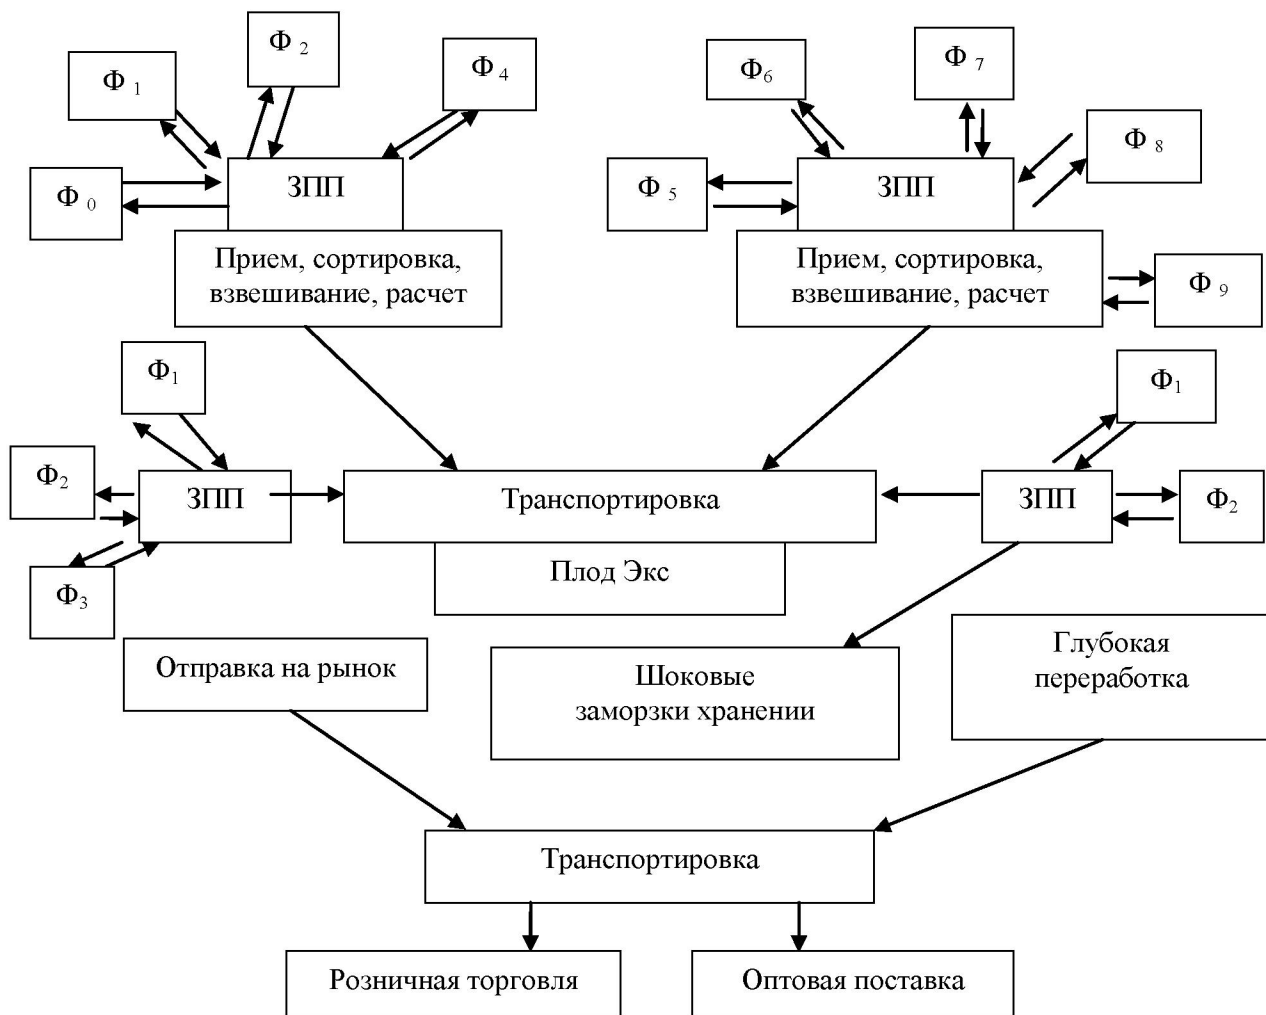 Ф 1
Ф 2
Ф 4
Ф6
Ф 7
Ф 8
Ф 0
ЗПП
Ф 5
ЗПП
Прием, сортировка,
взвешивание, расчет
Прием, сортировка,
взвешивание, расчет
Ф 9
Ф1
Ф1
Ф2
ЗПП
Транспортировка
ЗПП
Ф2
Плод Экс
Ф3
Отправка на рынок
Шоковые
заморзки хранении
Глубокая
переработка
Транспортировка
Розничная торговля
Оптовая поставка